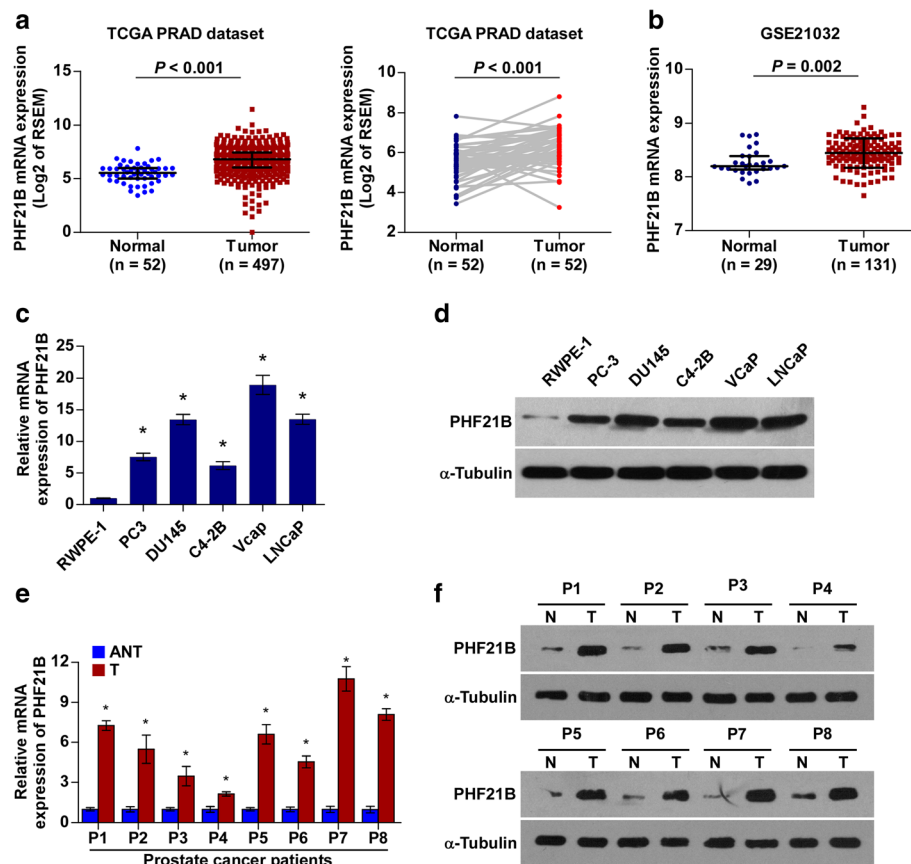 a
TCGA PRAD dataset
PHF21B mRNA expression
(Log2 of RSEM)
15
10
5
0
P < 0.001
Normal
(n = 52)
Tumor
(n = 497)
TCGA PRAD dataset
PHF21B mRNA expression
(Log2 of RSEM)
10
8
6
4
2
P < 0.001
Normal
(n = 52)
Tumor
(n = 52)
b
GSE21032
PHF21B mRNA expression
10
9
8
7
P = 0.002
Normal
(n = 29)
Tumor
(n = 131)
c
Relative mRNA
expression of PHF21B
25
20
15
10
5
0
* * * * *
RWPE-1 PC3 DU145 C4-2B Vcap LNCaP
d
RWPE-1 PC-3 DU145 C4-2B VCaP LNCaP
PHF21B
α-Tubulin
e
Relative mRNA
expression of PHF21B
12
9
6
3
0
ANT
T
* * * * * * * *
P1 P2 P3 P4 P5 P6 P7 P8
Prostate cancer patients
f
P1 P2 P3 P4
N T N T N T N T
PHF21B
α-Tubulin
P5 P6 P7 P8
N T N T N T N T
PHF21B
α-Tubulin